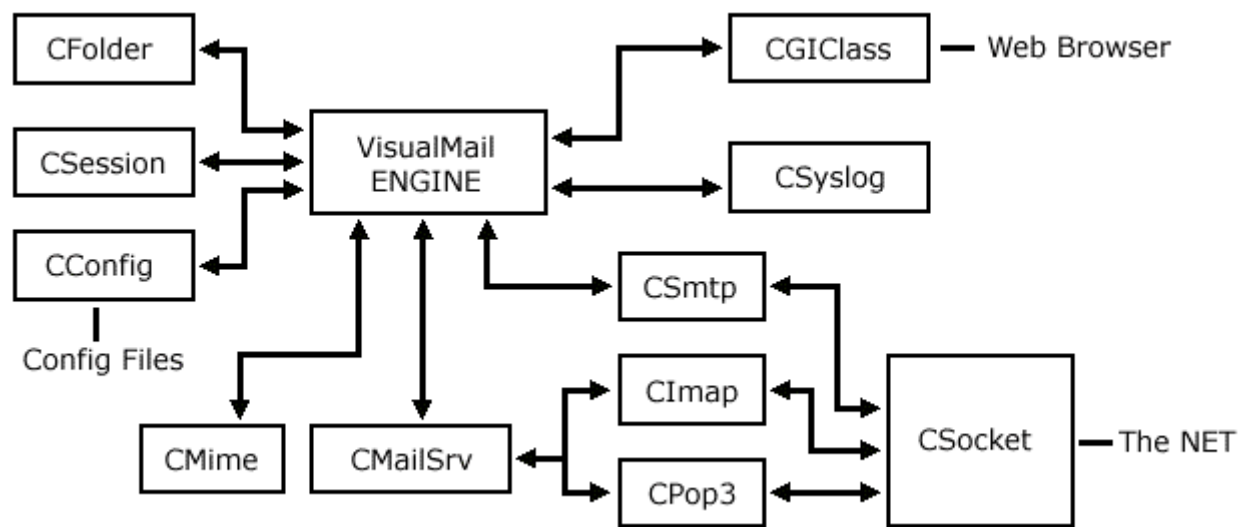 CFolder
CGIClass
Web Browser
CSession
VisualMail
ENGINE
CSyslog
CConfig
CSmtp
Config Files
CImap
CMime
CMailSrv
CSocket
The NET
CPop3